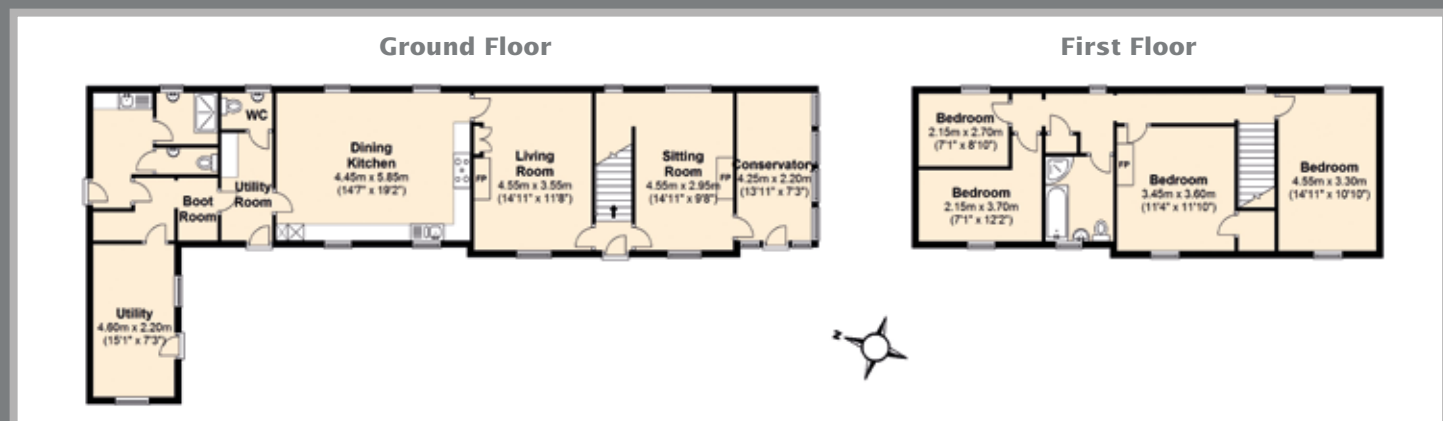 Ground Floor
First Floor
WC
Dining
Kitchen
4.45m x 5.85m
(14'7" x 19'2")
Living
Room
4.55m x 3.55m
(14'11" x 11'8")
FP
Sitting
Room
4.55m x 2.95m
(14'11" x 9'8")
FP
Conservatory
4.25m x 2.20m
(13'11" x 7'3")
Boot
Room
Utility
Room
Utility
4.60m x 2.20m
(15'1" x 7'3")
Bedroom
2.15m x 2.70m
(7'1" x 8'10")
Bedroom
2.15m x 3.70m
(7'1" x 12'2")
FP
Bedroom
3.45m x 3.60m
(11'4" x 11'10")
Bedroom
4.55m x 3.30m
(14'11" x 10'10")
N